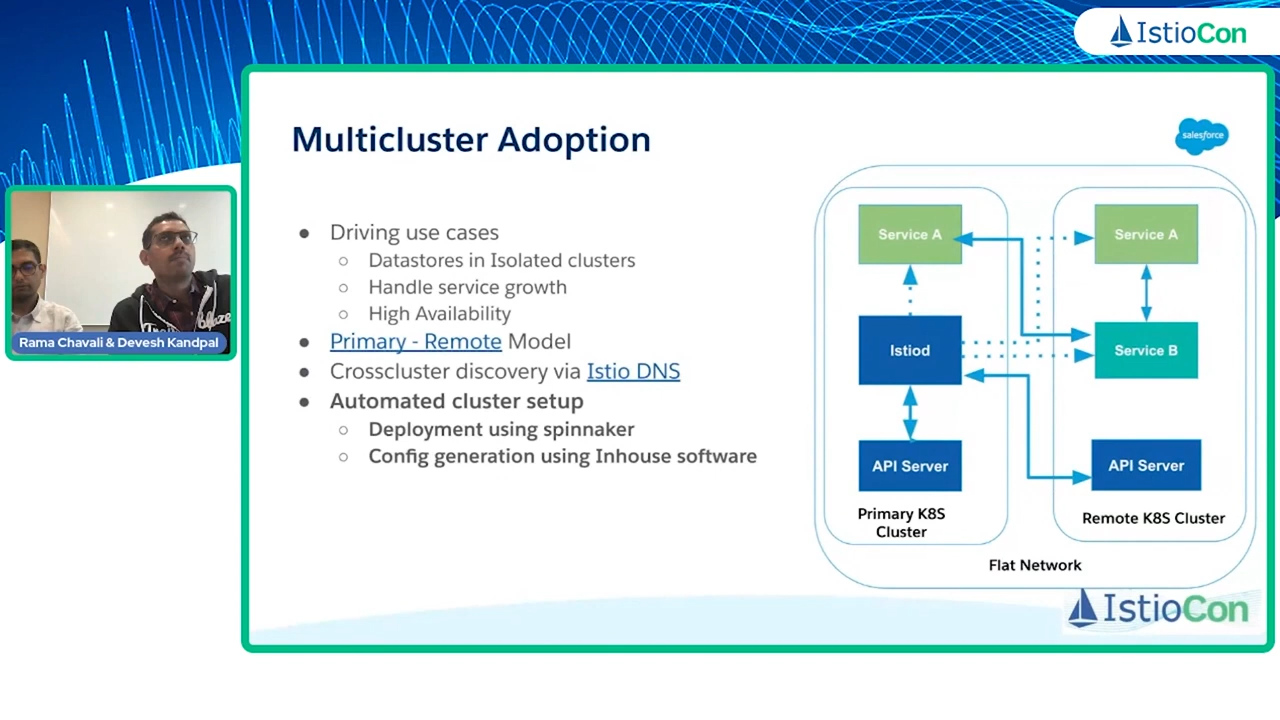 IstioCon
Multicluster Adoption
salesforce
● Driving use cases
○ Datastores in Isolated clusters
○ Handle service growth
○ High Availability
● Primary - Remote Model
● Crosscluster discovery via Istio DNS
● Automated cluster setup
○ Deployment using spinnaker
○ Config generation using Inhouse software
Service A
Service A
Istiod
Service B
API Server
API Server
Primary K8S
Cluster
Remote K8S Cluster
Flat Network
IstioCon
Rama Chavali & Devesh Kandpal